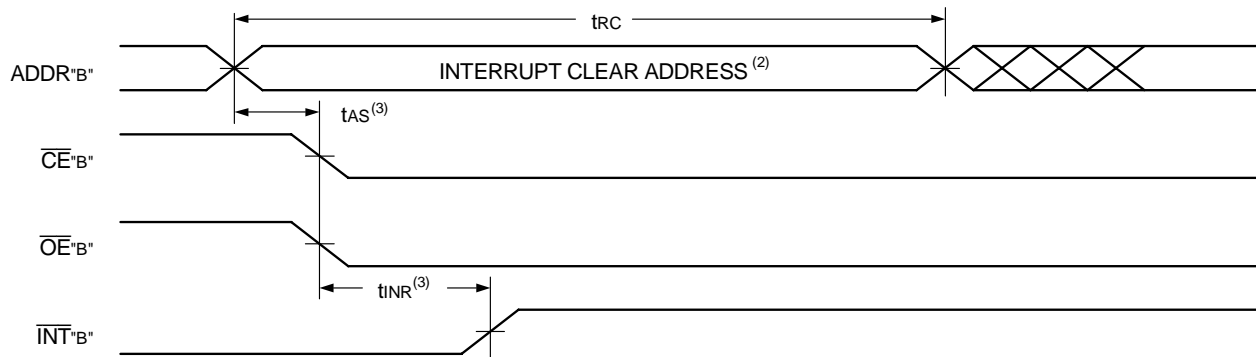 tRC
ADDR"B"
INTERRUPT CLEAR ADDRESS (2)
tAS(3)
CE"B"
OE"B"
tINR(3)
INT"B"